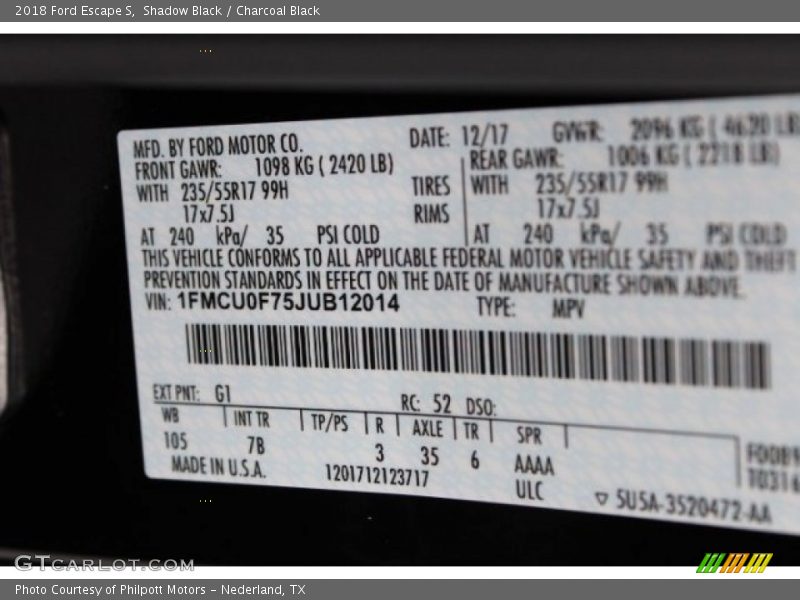 2018 Ford Escape S,  Shadow Black / Charcoal Black
MFD. BY FORD MOTOR CO. DATE: 12/17 GVWR: 2096 KG ( 4620 LB)
FRONT GAWR: 1098 KG ( 2420 LB) REAR GAWR: 1006 KG ( 2218 LB)
WITH 235/55R17 99H TIRES WITH 235/55R17 99H
17x7.5J RIMS 17x7.5J
AT 240 kPa/ 35 PSI COLD AT 240 kPa/ 35 PSI COLD
THIS VEHICLE CONFORMS TO ALL APPLICABLE FEDERAL MOTOR VEHICLE SAFETY AND THEFT
PREVENTION STANDARDS IN EFFECT ON THE DATE OF MANUFACTURE SHOWN ABOVE.
VIN: 1FMCU0F75JUB12014 TYPE: MPV
EXT PNT: G1 RC: 52 DSO:
WB INT TR TP/PS R AXLE TR SPR
105 7B 3 35 6 AAAA
MADE IN U.S.A. 1201712123717 ULC
▽ 5U5A-3520472-AA
GTCARLOT.COM
Photo Courtesy of Philpott Motors - Nederland, TX